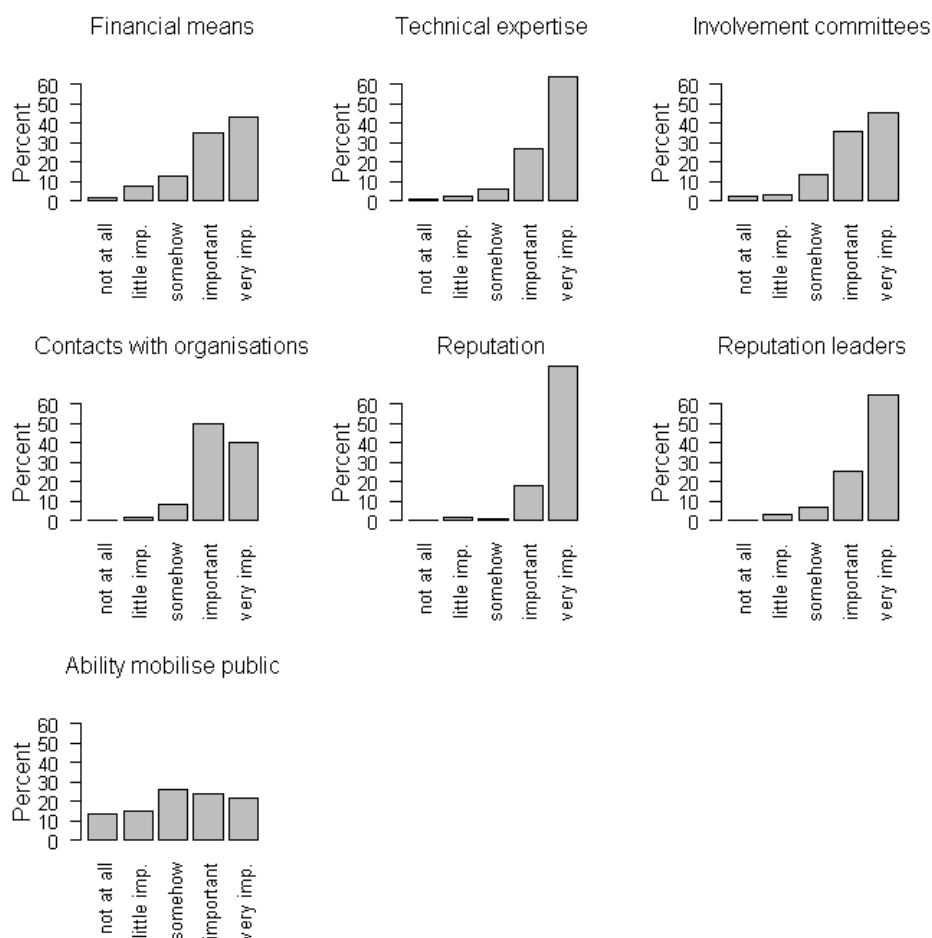 Financial means
Technical expertise
Involvement committees
Percent
0
10
20
30
40
50
60
not at all
little imp.
somehow
important
very imp.
Percent
0
10
20
30
40
50
60
not at all
little imp.
somehow
important
very imp.
Percent
0
10
20
30
40
50
60
not at all
little imp.
somehow
important
very imp.
Contacts with organisations
Reputation
Reputation leaders
Percent
0
10
20
30
40
50
60
not at all
little imp.
somehow
important
very imp.
Percent
0
10
20
30
40
50
60
not at all
little imp.
somehow
important
very imp.
Percent
0
10
20
30
40
50
60
not at all
little imp.
somehow
important
very imp.
Ability mobilise public
Percent
0
10
20
30
40
50
60
not at all
little imp.
somehow
important
very imp.